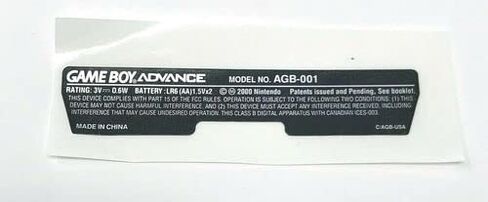 GAME BOY ADVANCE MODEL NO. AGB-001
RATING: 3V⎓0.6W BATTERY:LR6 (AA)1.5Vx2 ©Ⓜ 2000 Nintendo Patents issued and Pending, See booklet.
THIS DEVICE COMPLIES WITH PART 15 OF THE FCC RULES. OPERATION IS SUBJECT TO THE FOLLOWING TWO CONDITIONS: (1) THIS
DEVICE MAY NOT CAUSE HARMFUL INTERFERENCE, AND (2) THIS DEVICE MUST ACCEPT ANY INTERFERENCE RECEIVED, INCLUDING
INTERFERENCE THAT MAY CAUSE UNDESIRED OPERATION. THIS CLASS B DIGITAL APPARATUS COMPLIES WITH CANADIAN ICES-003.
MADE IN CHINA C/AGB-USA